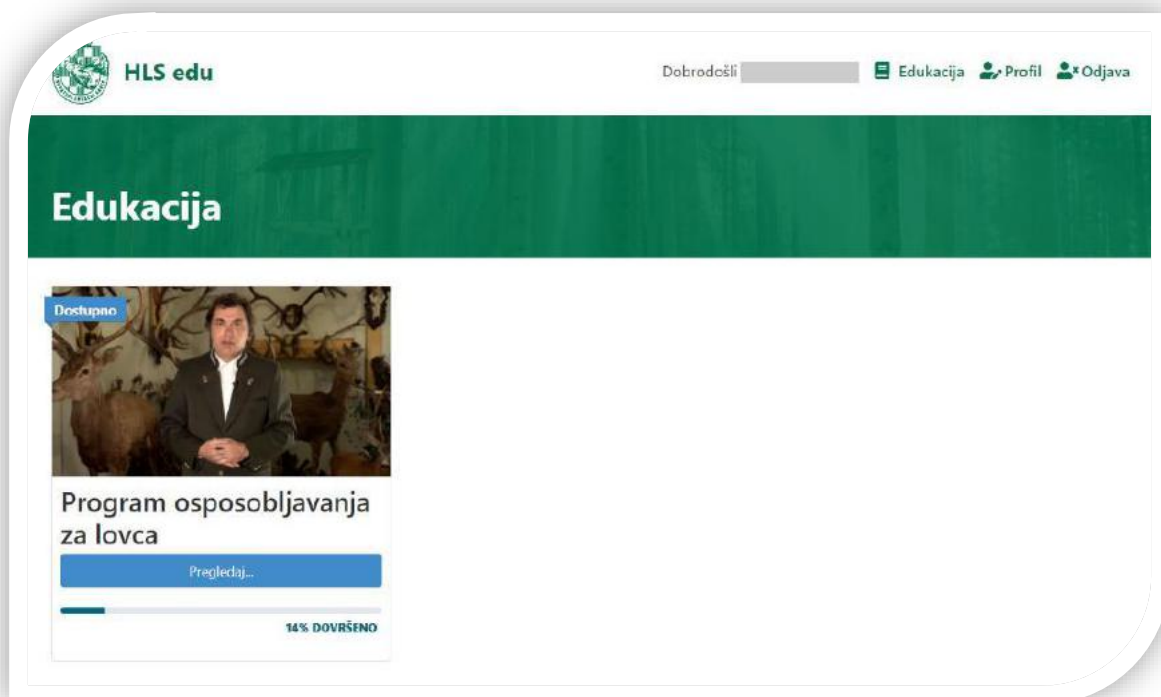 HLS edu
Dobrodošli
Edukacija
Profil
Odjava
Edukacija
Dostupno
Program osposobljavanja
za lovca
Pregledaj...
14% DOVRŠENO